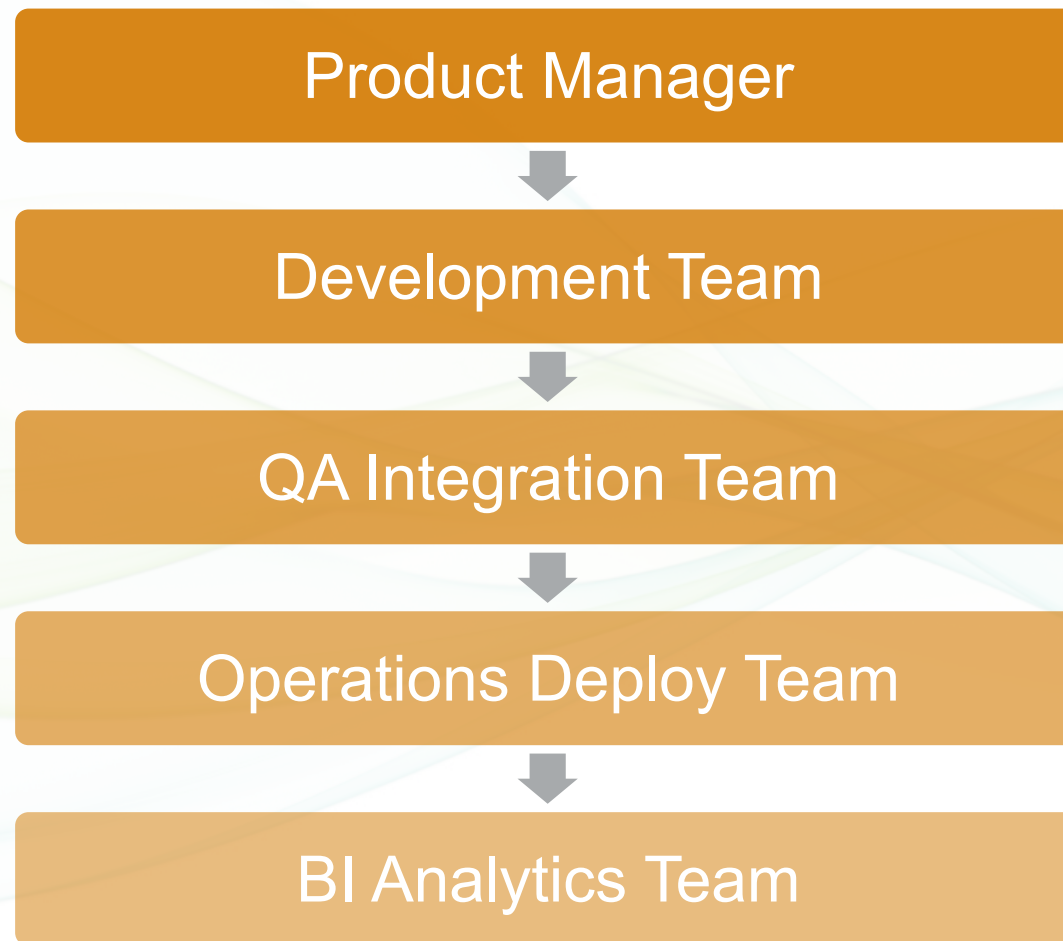 Product Manager
Development Team
QA Integration Team
Operations Deploy Team
BI Analytics Team